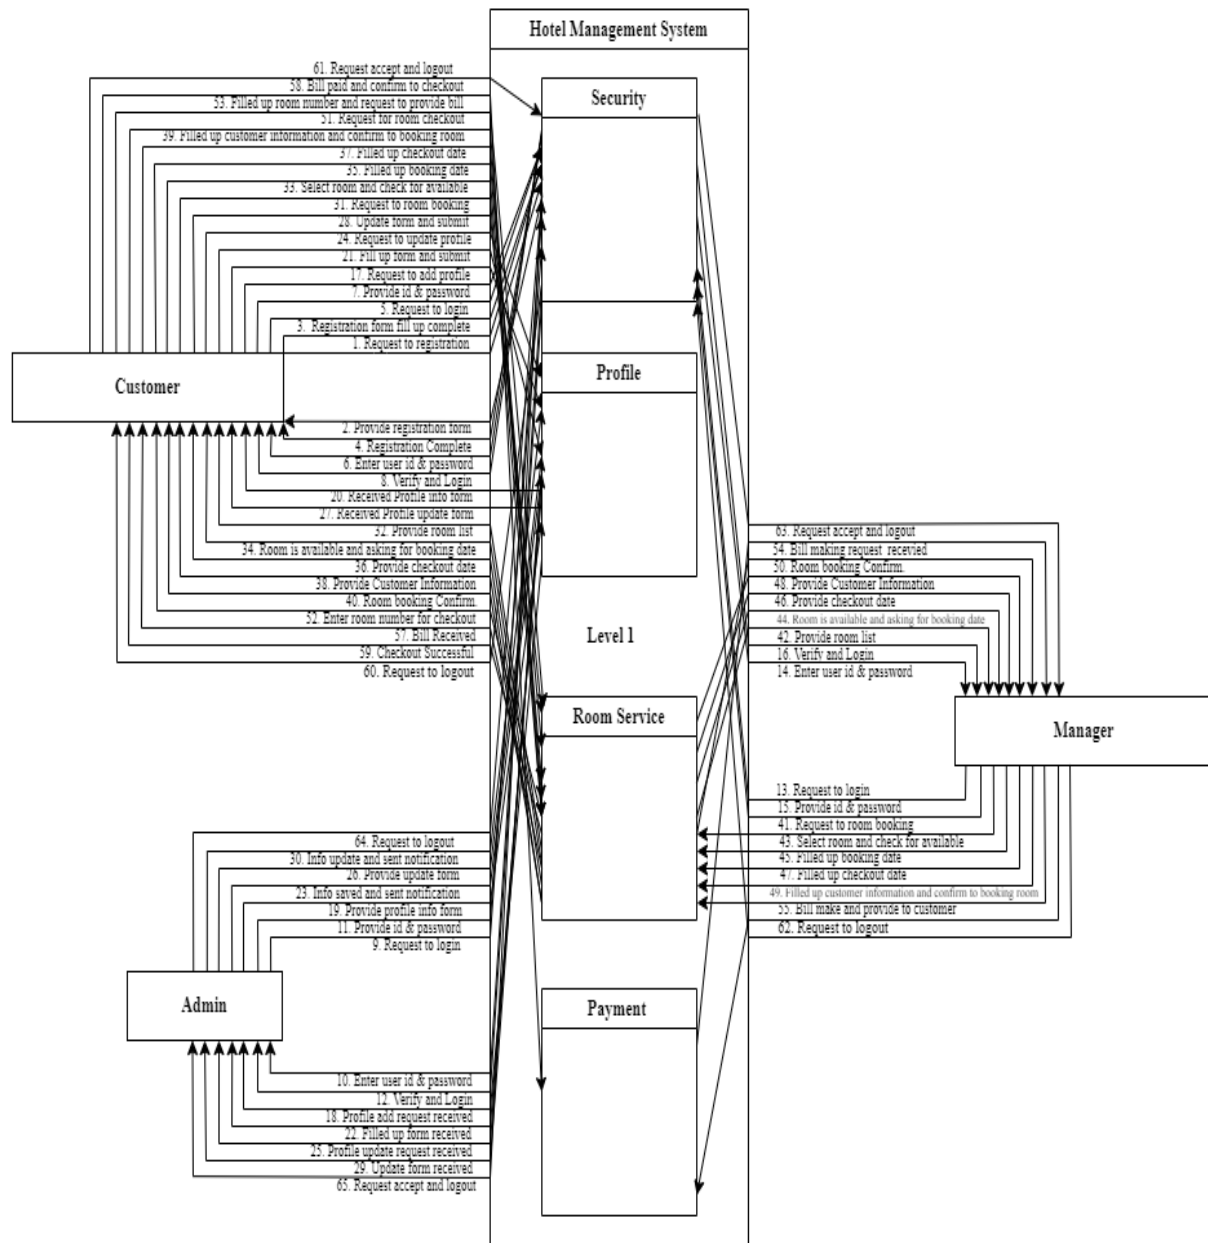 Hotel Management System
61. Request accept and logout
58. Bill paid and confirm to checkout
53. Filled up room number and request to provide bill
51. Request for room checkout
39. Filled up customer information and confirm to booking room
37. Filled up checkout date
35. Filled up booking date
33. Select room and check for available
31. Request to room booking
28. Update form and submit
24. Request to update profile
21. Fill up form and submit
17. Request to add profile
7. Provide id & password
5. Request to login
3. Registration form fill up complete
1. Request to registration
Security
Customer
Profile
2. Provide registration form
4. Registration Complete
6. Enter user id & password
8. Verify and Login
20. Received Profile info form
27. Received Profile update form
32. Provide room list
34. Room is available and asking for booking date
36. Provide checkout date
38. Provide Customer Information
40. Room booking Confirm.
52. Enter room number for checkout
57. Bill Received
59. Checkout Successful
60. Request to logout
Level 1
63. Request accept and logout
54. Bill making request recevied
50. Room booking Confirm.
48. Provide Customer Information
46. Provide checkout date
44. Room is available and asking for booking date
42. Provide room list
16. Verify and Login
14. Enter user id & password
Room Service
Manager
13. Request to login
15. Provide id & password
41. Request to room booking
43. Select room and check for available
45. Filled up booking date
47. Filled up checkout date
49. Filled up customer information and confirm to booking room
55. Bill make and provide to customer
62. Request to logout
64. Request to logout
30. Info update and sent notification
26. Provide update form
23. Info saved and sent notification
19. Provide profile info form
11. Provide id & password
9. Request to login
Admin
Payment
10. Enter user id & password
12. Verify and Login
18. Profile add request received
22. Filled up form received
25. Profile update request received
29. Update form received
65. Request accept and logout